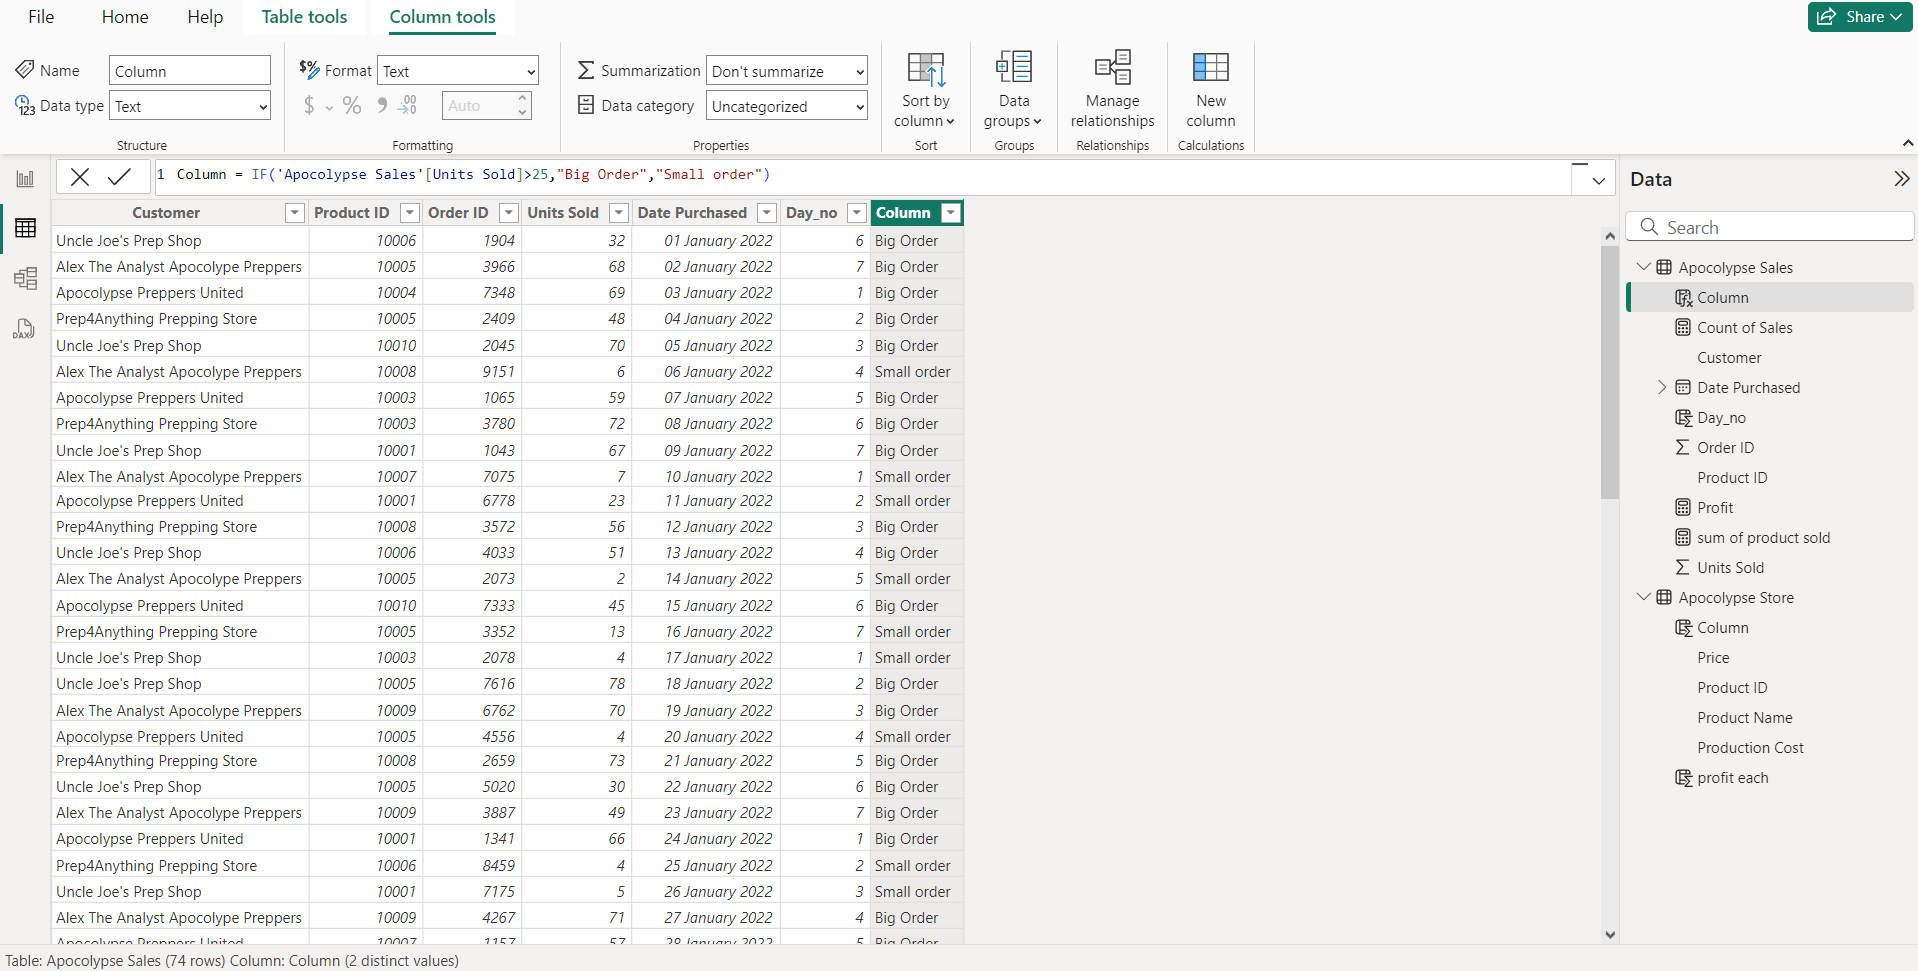 File Home Help Table tools Column tools Share
Name Column Format Text Summarization Don't summarize
Data type Text $ % Auto Data category Uncategorized
Sort by column Data groups Manage relationships New column
Structure Formatting Properties Sort Groups Relationships Calculations
1 Column = IF('Apocolypse Sales'[Units Sold]>25,"Big Order","Small order")
Customer Product ID Order ID Units Sold Date Purchased Day_no Column
Uncle Joe's Prep Shop 10006 1904 32 01 January 2022 6 Big Order
Alex The Analyst Apocolype Preppers 10005 3966 68 02 January 2022 7 Big Order
Apocolypse Preppers United 10004 7348 69 03 January 2022 1 Big Order
Prep4Anything Prepping Store 10005 2409 48 04 January 2022 2 Big Order
Uncle Joe's Prep Shop 10010 2045 70 05 January 2022 3 Big Order
Alex The Analyst Apocolype Preppers 10008 9151 6 06 January 2022 4 Small order
Apocolypse Preppers United 10003 1065 59 07 January 2022 5 Big Order
Prep4Anything Prepping Store 10003 3780 72 08 January 2022 6 Big Order
Uncle Joe's Prep Shop 10001 1043 67 09 January 2022 7 Big Order
Alex The Analyst Apocolype Preppers 10007 7075 7 10 January 2022 1 Small order
Apocolypse Preppers United 10001 6778 23 11 January 2022 2 Small order
Prep4Anything Prepping Store 10008 3572 56 12 January 2022 3 Big Order
Uncle Joe's Prep Shop 10006 4033 51 13 January 2022 4 Big Order
Alex The Analyst Apocolype Preppers 10005 2073 2 14 January 2022 5 Small order
Apocolypse Preppers United 10010 7333 45 15 January 2022 6 Big Order
Prep4Anything Prepping Store 10005 3352 13 16 January 2022 7 Small order
Uncle Joe's Prep Shop 10003 2078 4 17 January 2022 1 Small order
Uncle Joe's Prep Shop 10005 7616 78 18 January 2022 2 Big Order
Alex The Analyst Apocolype Preppers 10009 6762 70 19 January 2022 3 Big Order
Apocolypse Preppers United 10005 4556 4 20 January 2022 4 Small order
Prep4Anything Prepping Store 10008 2659 73 21 January 2022 5 Big Order
Uncle Joe's Prep Shop 10005 5020 30 22 January 2022 6 Big Order
Alex The Analyst Apocolype Preppers 10009 3887 49 23 January 2022 7 Big Order
Apocolypse Preppers United 10001 1341 66 24 January 2022 1 Big Order
Prep4Anything Prepping Store 10006 8459 4 25 January 2022 2 Small order
Uncle Joe's Prep Shop 10001 7175 5 26 January 2022 3 Small order
Alex The Analyst Apocolype Preppers 10009 4267 71 27 January 2022 4 Big Order
Apocolypse Preppers United 10007 1157 57 28 January 2022 5 Big Order
Data
Search
Apocolypse Sales
Column
Count of Sales
Customer
Date Purchased
Day_no
Order ID
Product ID
Profit
sum of product sold
Units Sold
Apocolypse Store
Column
Price
Product ID
Product Name
Production Cost
profit each
DAX
Table: Apocolypse Sales (74 rows) Column: Column (2 distinct values)